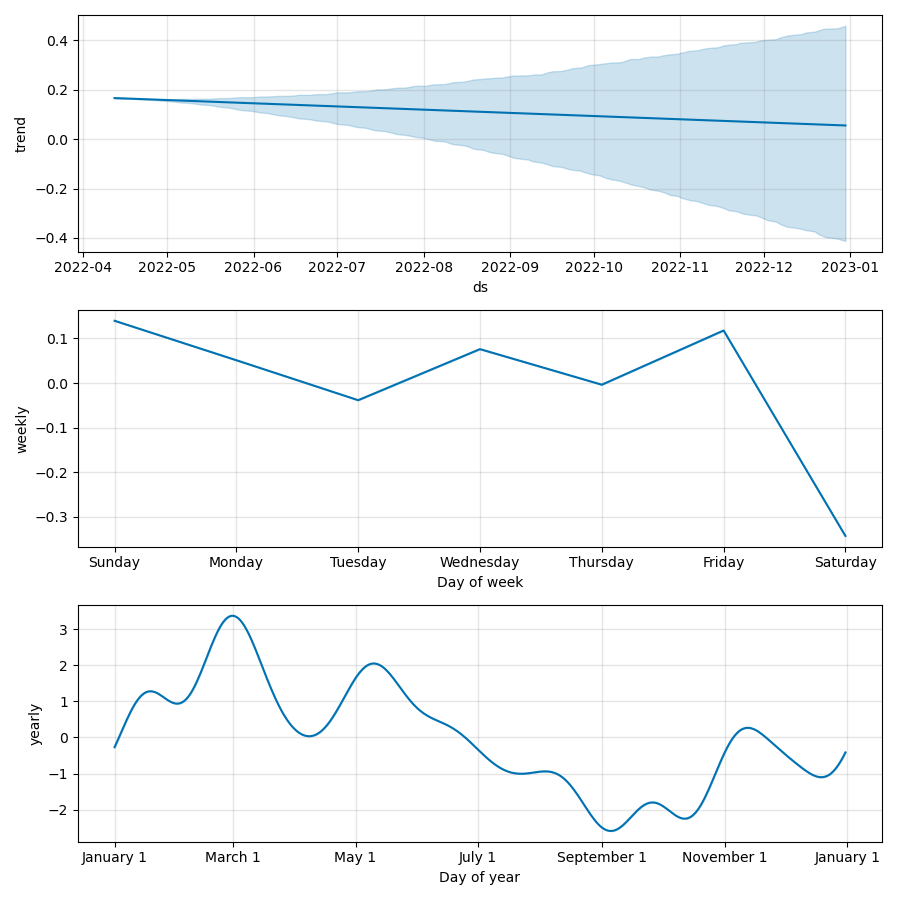 0.4
0.2
0.0
−0.2
−0.4
trend
2022-04 2022-05 2022-06 2022-07 2022-08 2022-09 2022-10 2022-11 2022-12 2023-01
ds
0.1
0.0
−0.1
−0.2
−0.3
weekly
Sunday Monday Tuesday Wednesday Thursday Friday Saturday
Day of week
3
2
1
0
−1
−2
yearly
January 1 March 1 May 1 July 1 September 1 November 1 January 1
Day of year